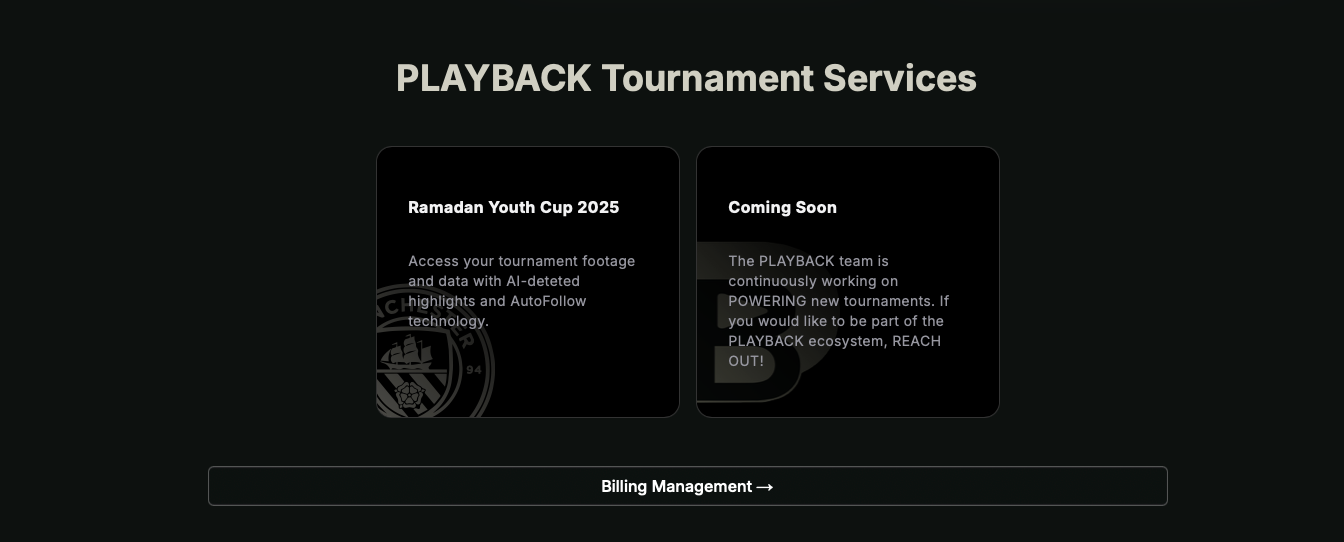 PLAYBACK Tournament Services
Ramadan Youth Cup 2025
Access your tournament footage
and data with AI-deteted
highlights and AutoFollow
technology.
ACHESTER
94
Coming Soon
The PLAYBACK team is
continuously working on
POWERING new tournaments. If
you would like to be part of the
PLAYBACK ecosystem, REACH
OUT!
B
Billing Management →